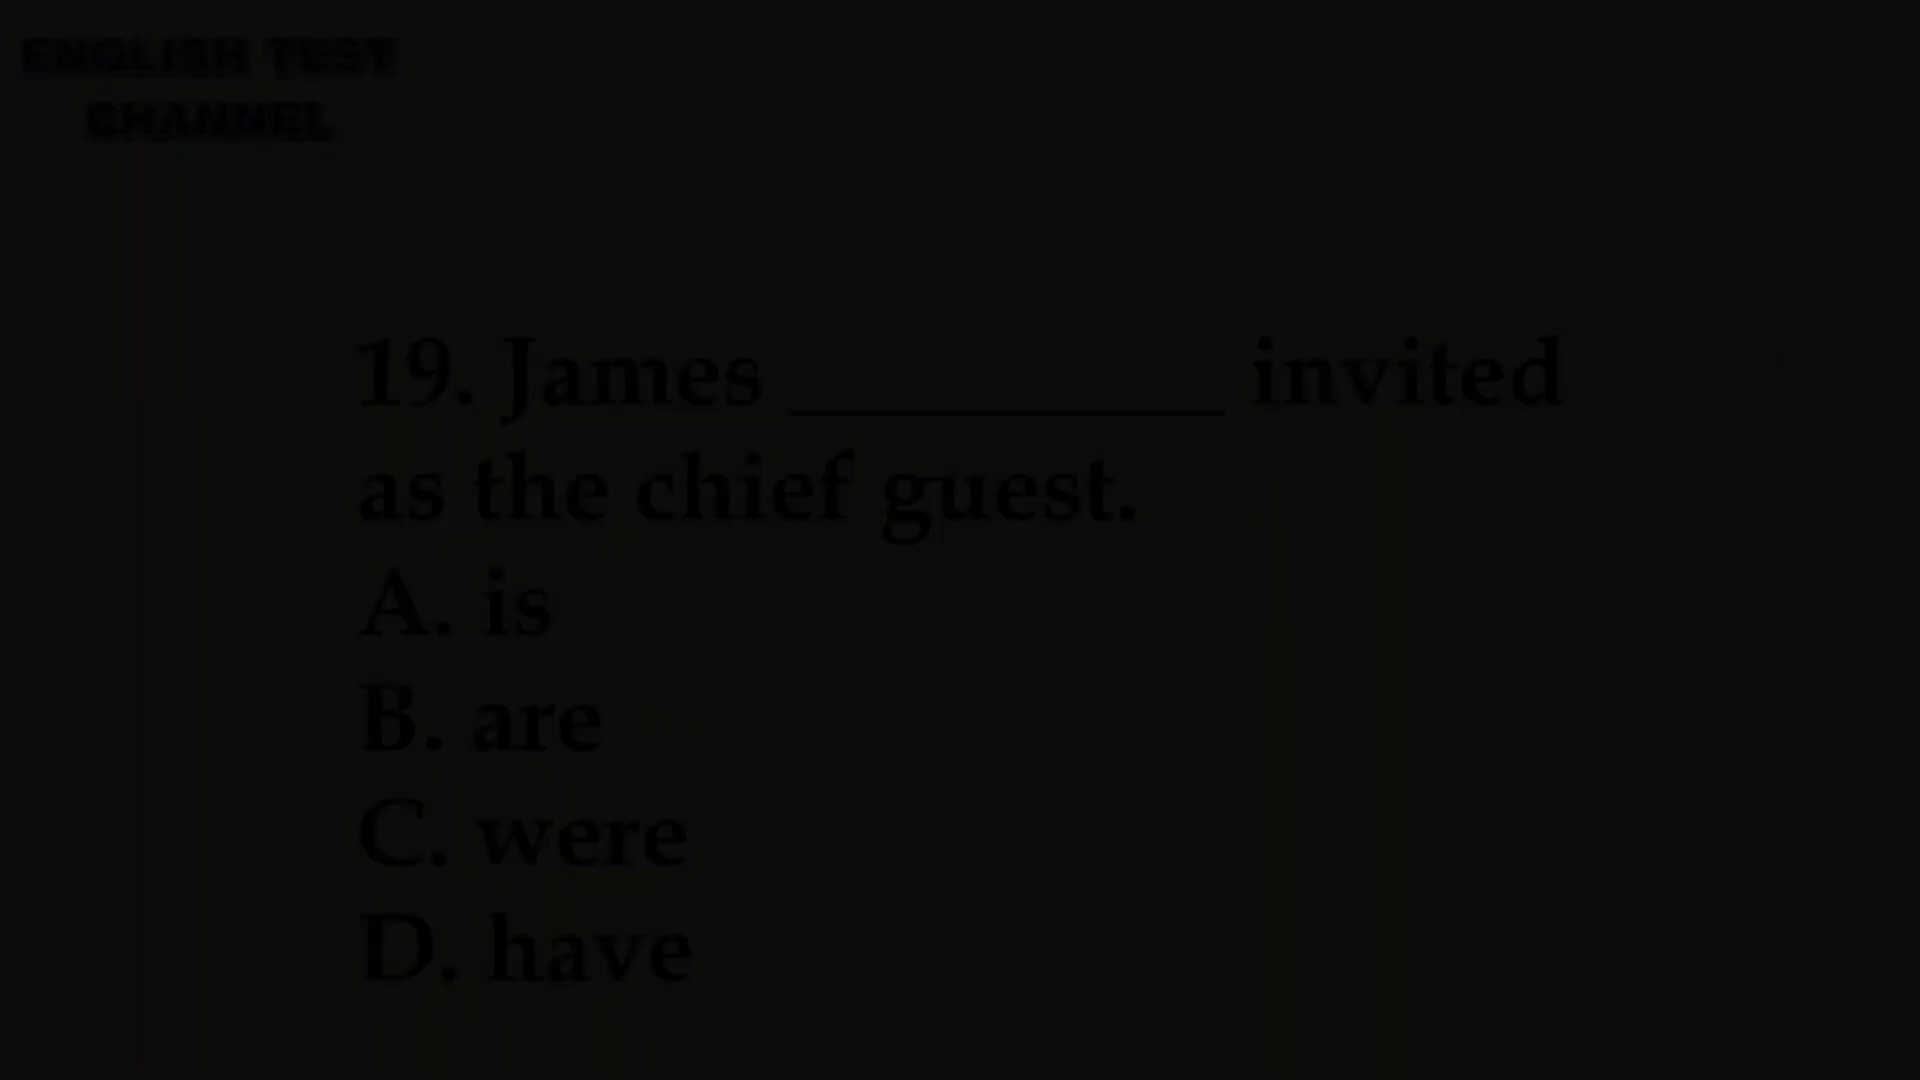 ENGLISH TEST
CHANNEL
19. James __________ invited
as the chief guest.
A. is
B. are
C. were
D. have